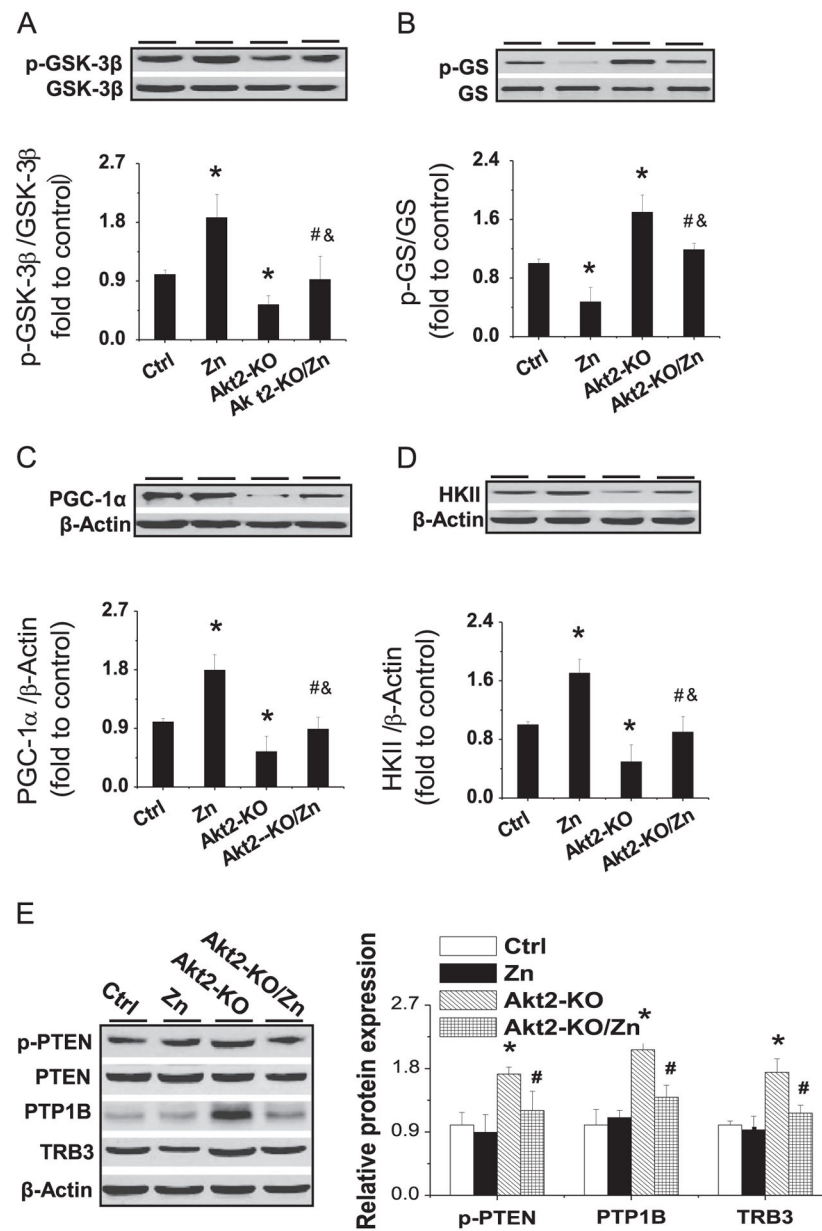 A
p-GSK-3β
GSK-3β
p-GSK-3β /GSK-3β
fold to control)
2.7
1.8
0.9
0.0
*
*
#&
Ctrl
Zn
Akt2-KO
Ak t2-KO/Zn
B
p-GS
GS
p-GS/GS
(fold to control)
2.4
1.6
0.8
0.0
*
*
#&
Ctrl
Zn
Akt2-KO
Akt2-KO/Zn
C
PGC-1α
β-Actin
PGC-1α /β-Actin
(fold to control)
2.7
1.8
0.9
0.0
*
*
#&
Ctrl
Zn
Akt2-KO
Akt2--KO/Zn
D
HKII
β-Actin
HKII /β-Actin
(fold to control)
2.4
1.6
0.8
0.0
*
*
#&
Ctrl
Zn
Akt2-KO
Akt2-KO/Zn
E
Ctrl
Zn
Akt2-KO
Akt2-KO/Zn
p-PTEN
PTEN
PTP1B
TRB3
β-Actin
Relative protein expression
2.7
1.8
0.9
0.0
Ctrl
Zn
Akt2-KO
Akt2-KO/Zn
*
#
*
#
*
#
p-PTEN
PTP1B
TRB3